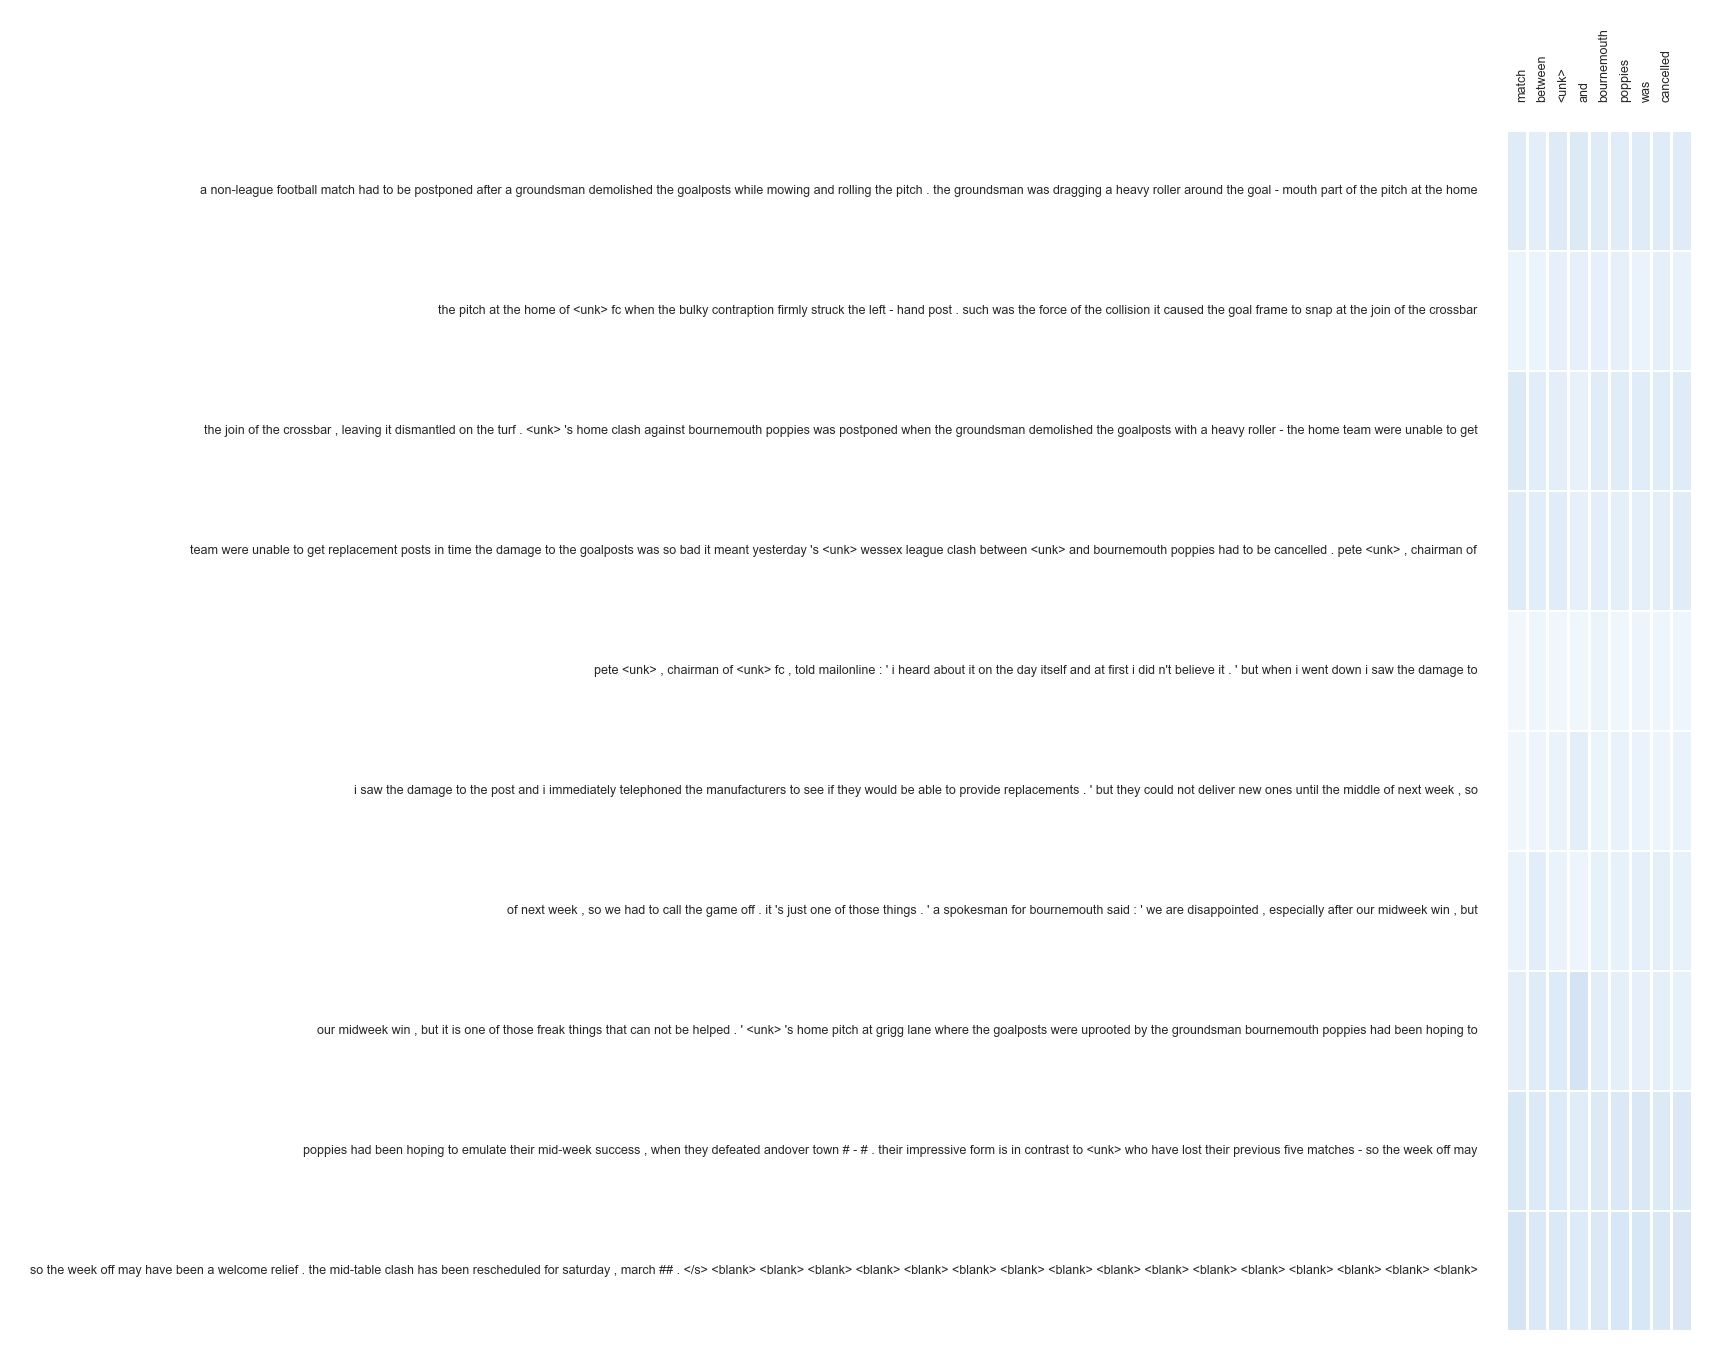 match
between
<unk>
and
bournemouth
poppies
was
cancelled
a non-league football match had to be postponed after a groundsman demolished the goalposts while mowing and rolling the pitch . the groundsman was dragging a heavy roller around the goal - mouth part of the pitch at the home
the pitch at the home of <unk> fc when the bulky contraption firmly struck the left - hand post . such was the force of the collision it caused the goal frame to snap at the join of the crossbar
the join of the crossbar , leaving it dismantled on the turf . <unk> 's home clash against bournemouth poppies was postponed when the groundsman demolished the goalposts with a heavy roller - the home team were unable to get
team were unable to get replacement posts in time the damage to the goalposts was so bad it meant yesterday 's <unk> wessex league clash between <unk> and bournemouth poppies had to be cancelled . pete <unk> , chairman of
pete <unk> , chairman of <unk> fc , told mailonline : ' i heard about it on the day itself and at first i did n't believe it . ' but when i went down i saw the damage to
i saw the damage to the post and i immediately telephoned the manufacturers to see if they would be able to provide replacements . ' but they could not deliver new ones until the middle of next week , so
of next week , so we had to call the game off . it 's just one of those things . ' a spokesman for bournemouth said : ' we are disappointed , especially after our midweek win , but
our midweek win , but it is one of those freak things that can not be helped . ' <unk> 's home pitch at grigg lane where the goalposts were uprooted by the groundsman bournemouth poppies had been hoping to
poppies had been hoping to emulate their mid-week success , when they defeated andover town # - # . their impressive form is in contrast to <unk> who have lost their previous five matches - so the week off may
so the week off may have been a welcome relief . the mid-table clash has been rescheduled for saturday , march ## . </s> <blank> <blank> <blank> <blank> <blank> <blank> <blank> <blank> <blank> <blank> <blank> <blank> <blank> <blank> <blank> <blank>